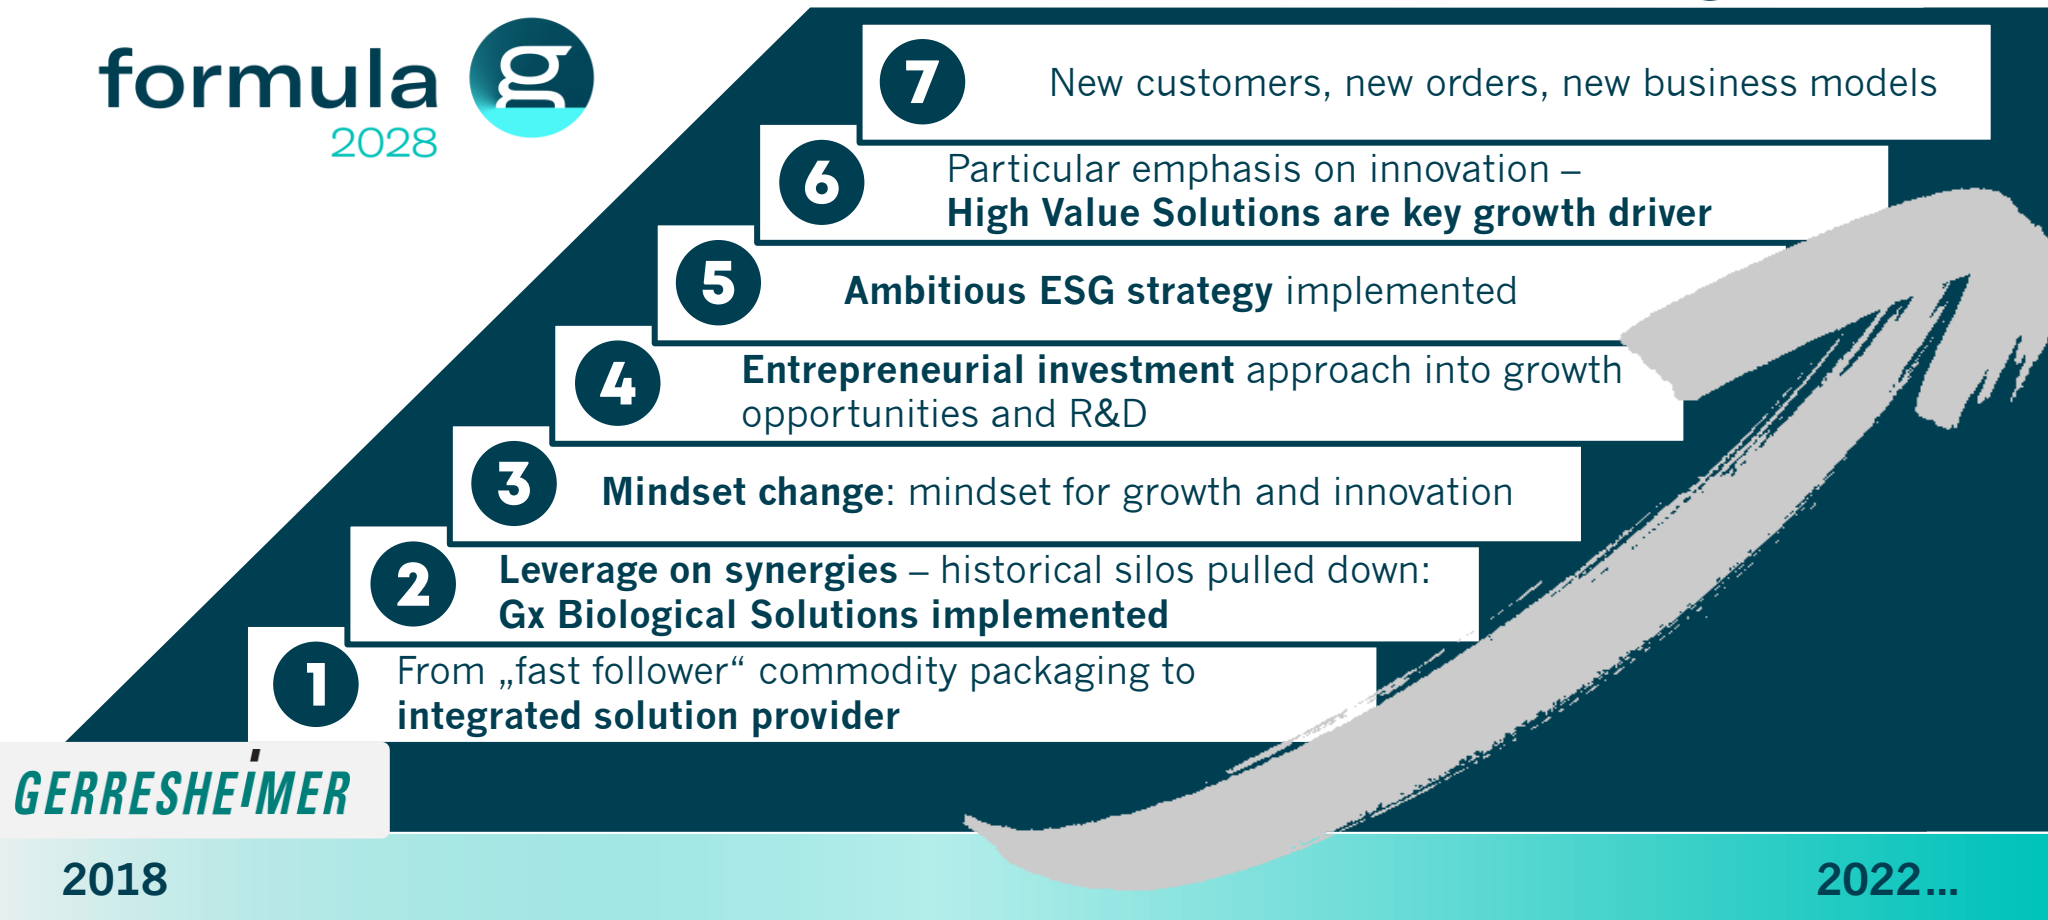 formula
2028
g
7
New customers, new orders, new business models
6
Particular emphasis on innovation –
High Value Solutions are key growth driver
5
Ambitious ESG strategy implemented
4
Entrepreneurial investment approach into growth
opportunities and R&D
3
Mindset change: mindset for growth and innovation
2
Leverage on synergies – historical silos pulled down:
Gx Biological Solutions implemented
1
From „fast follower“ commodity packaging to
integrated solution provider
GERRESHEIMER
2018
2022...